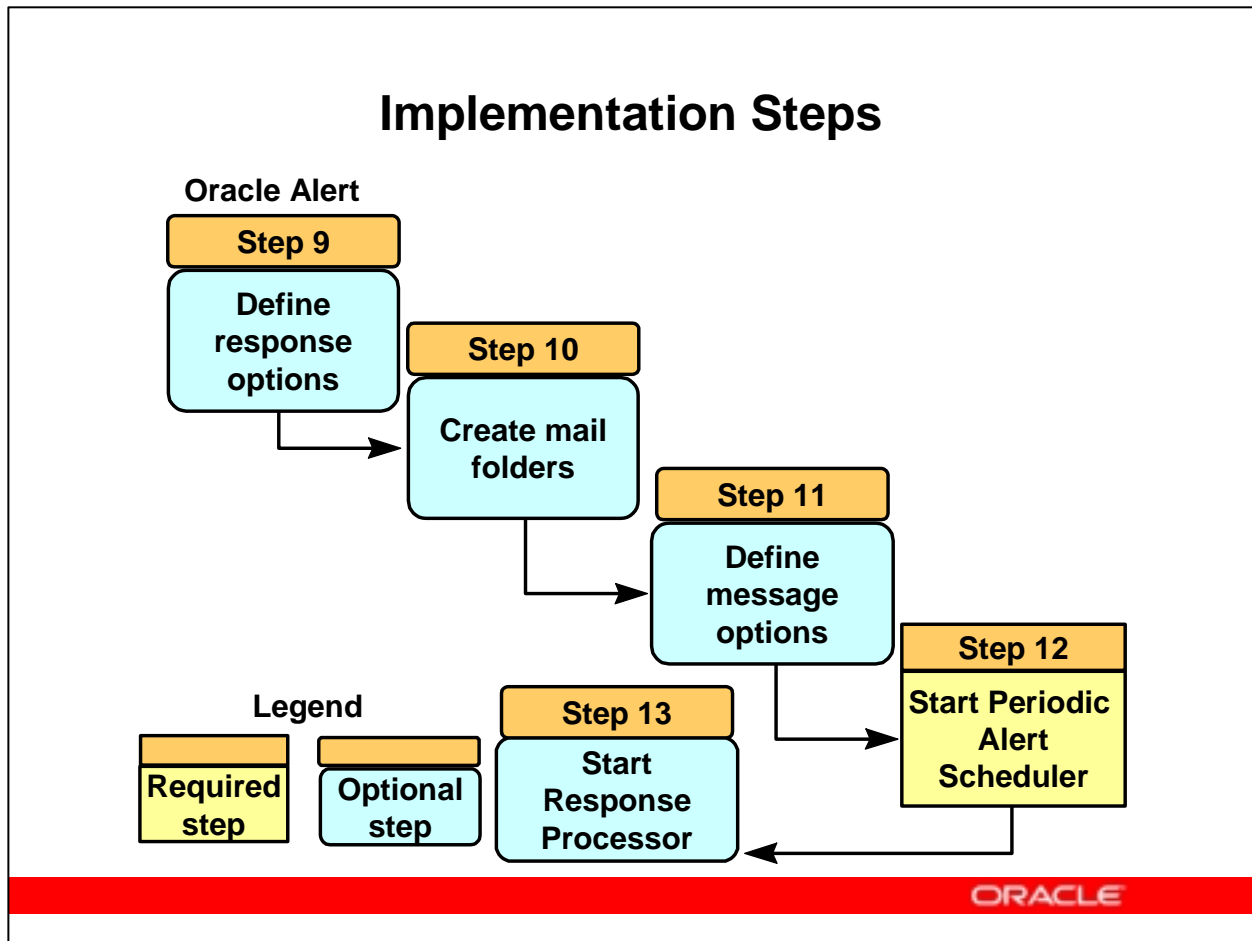 Implementation Steps
Oracle Alert
Step 9
Define
response
options
Step 10
Create mail
folders
Step 11
Define
message
options
Step 12
Start Periodic
Alert
Scheduler
Step 13
Start
Response
Processor
Legend
Required
step
Optional
step
ORACLE